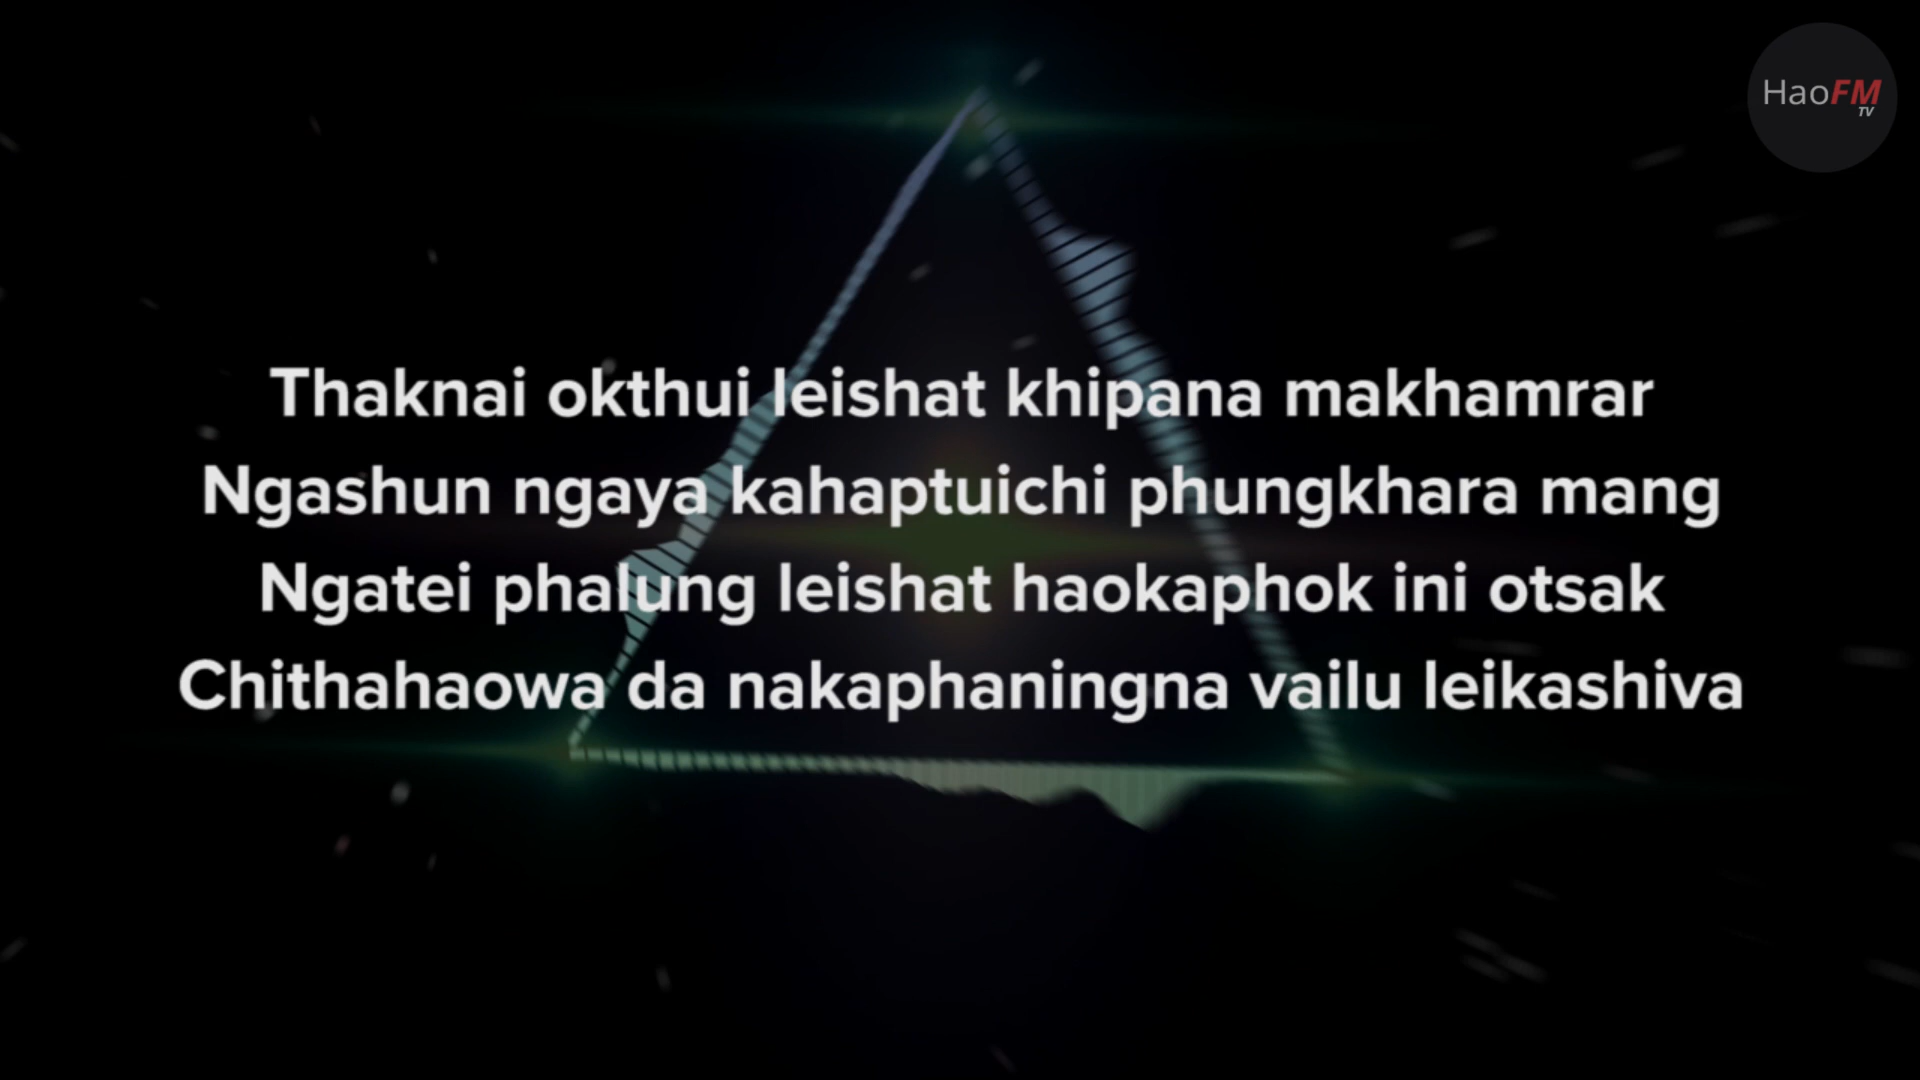 HaoFM
TV
Thaknai okthui leishat khipana makhamrar
Ngashun ngaya kahaptuichi phungkhara mang
Ngatei phalung leishat haokaphok ini otsak
Chithahaowa da nakaphaningna vailu leikashiva